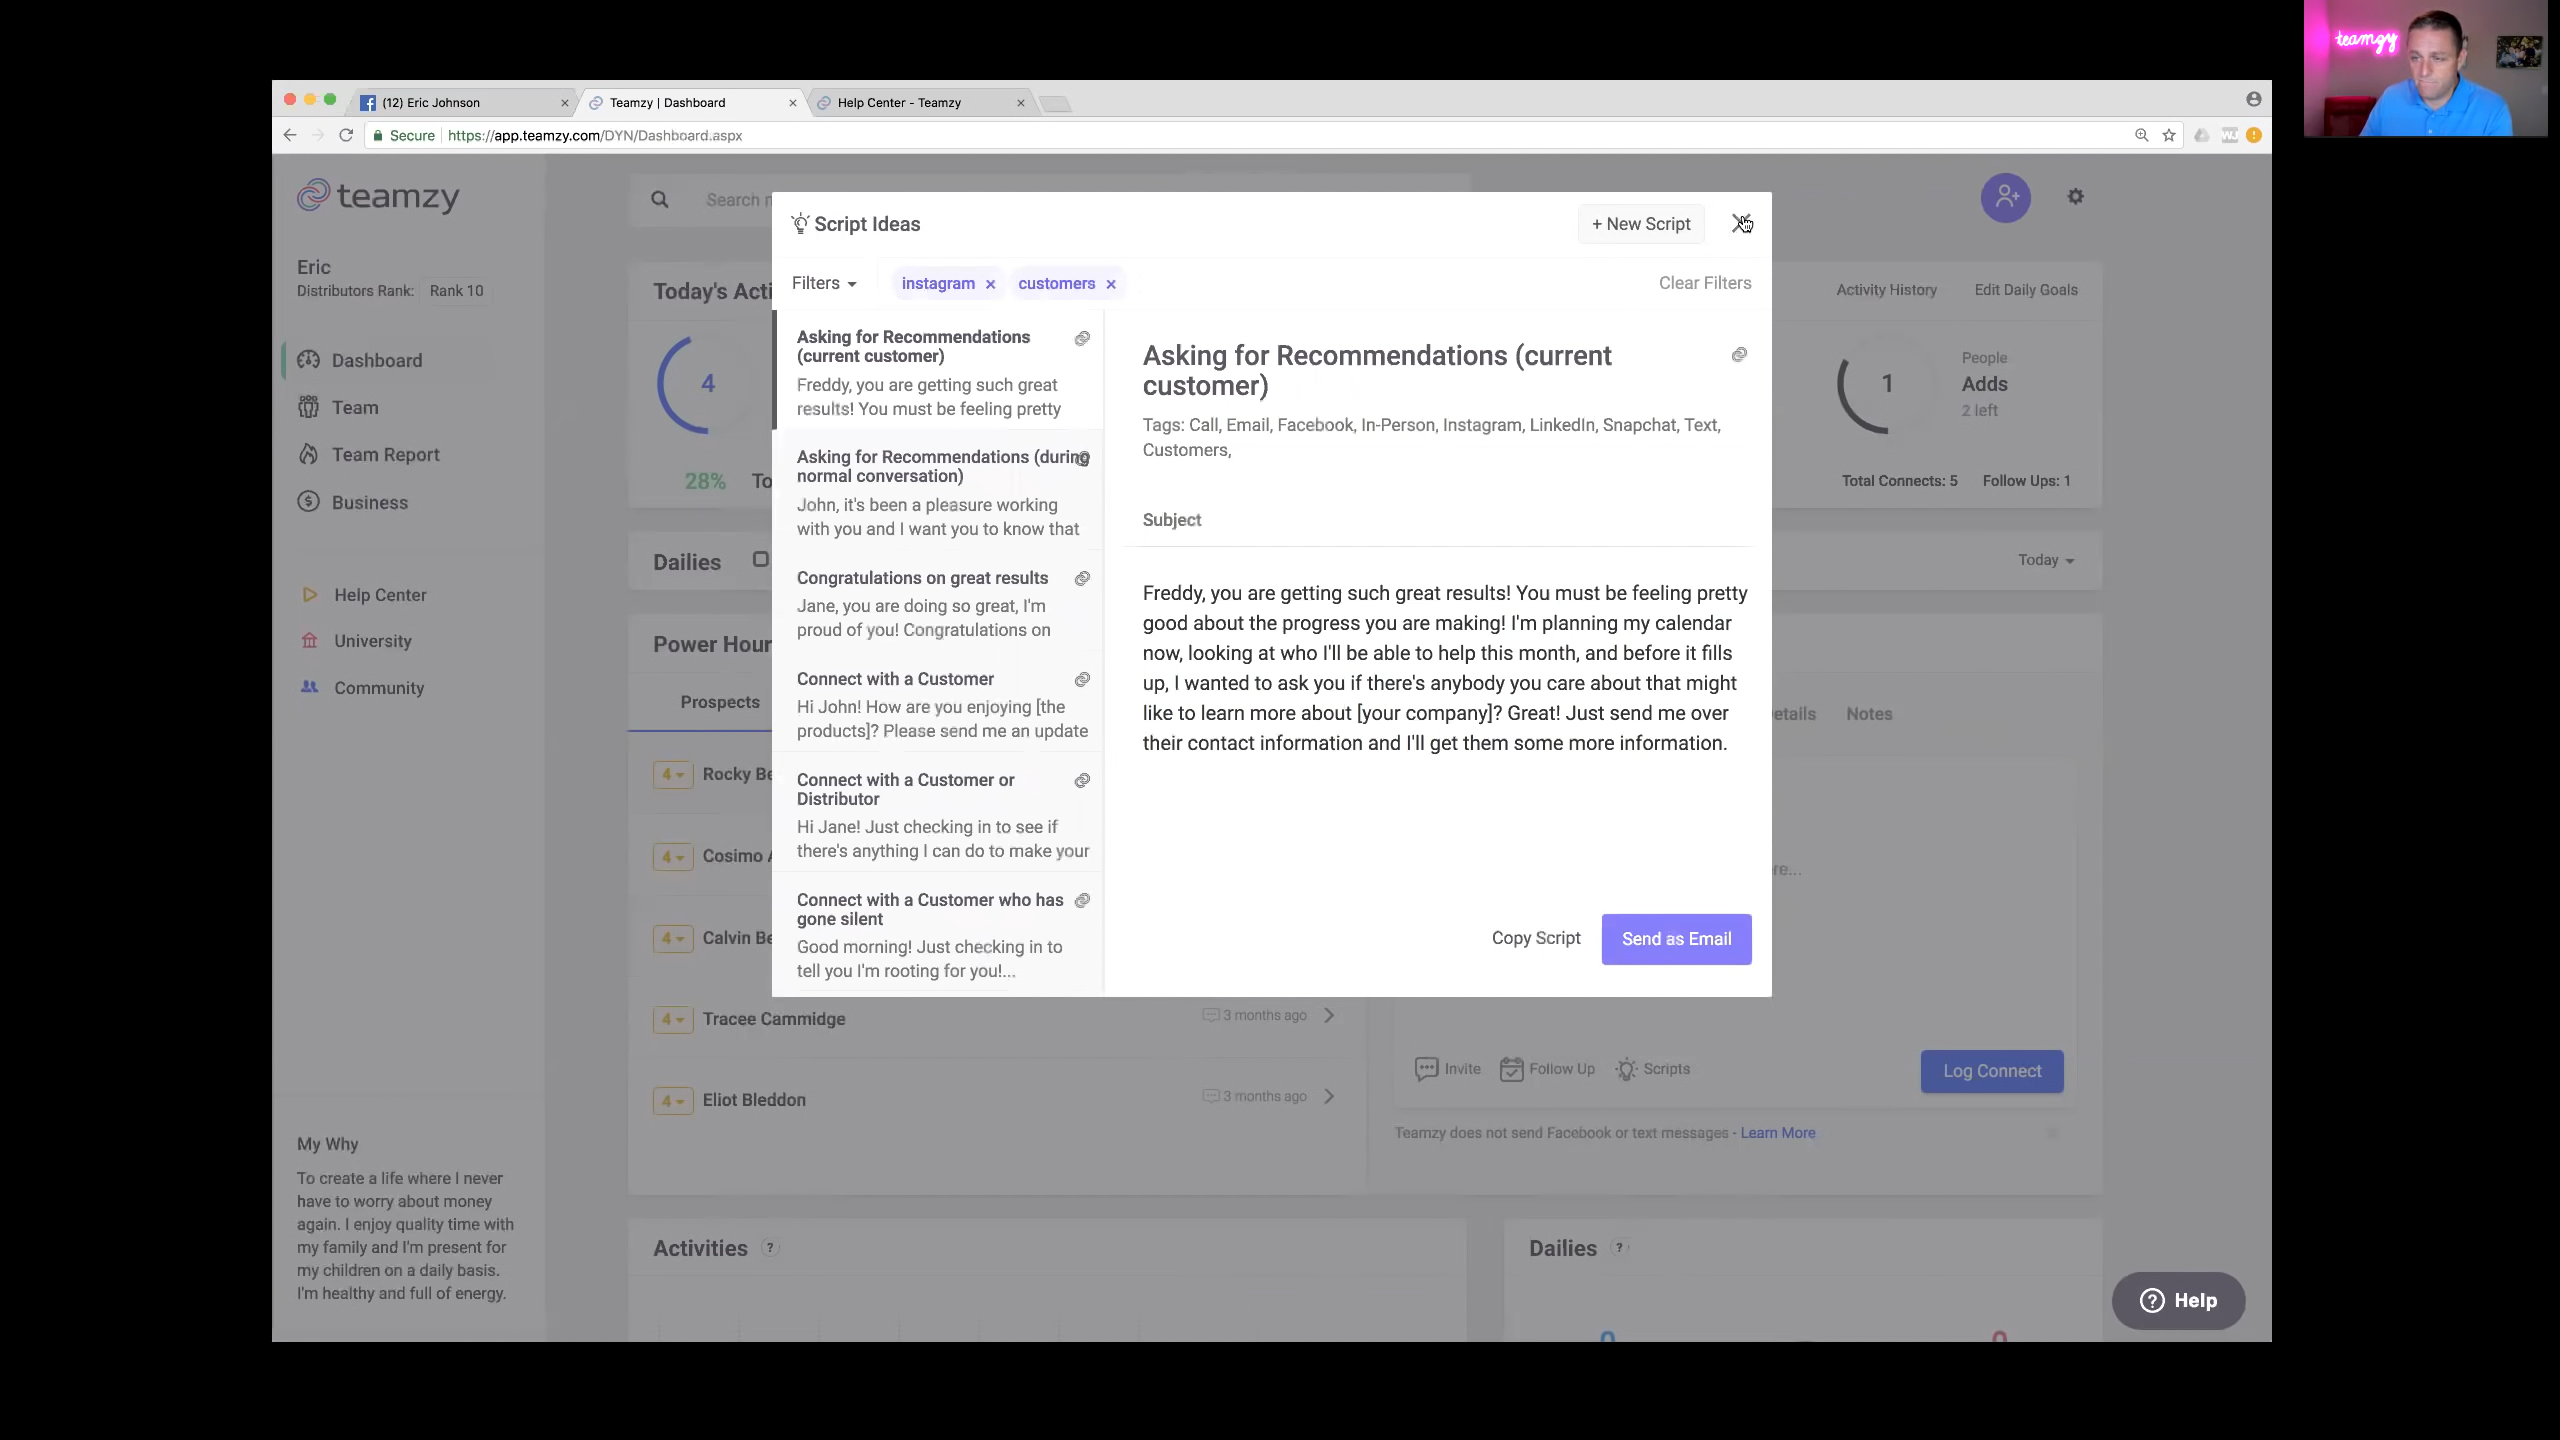 teamzy
(12) Eric Johnson
Teamzy | Dashboard
Help Center - Teamzy
Secure
https://app.teamzy.com/DYN/Dashboard.aspx
teamzy
Search
Eric
Distributors Rank: Rank 10
Dashboard
Team
Team Report
Business
Help Center
University
Community
My Why
To create a life where I never
have to worry about money
again. I enjoy quality time with
my family and I'm present for
my children on a daily basis.
I'm healthy and full of energy.
Today's Acti
4
28% To
Dailies
Power Hour
Prospects
4 Rocky Be
4 Cosimo A
4 Calvin Be
4 Tracee Cammidge
3 months ago
4 Eliot Bleddon
3 months ago
Activities ?
Script Ideas
+ New Script
Filters
instagram ×
customers ×
Clear Filters
Asking for Recommendations
(current customer)
Freddy, you are getting such great
results! You must be feeling pretty
Asking for Recommendations (during
normal conversation)
John, it's been a pleasure working
with you and I want you to know that
Congratulations on great results
Jane, you are doing so great, I'm
proud of you! Congratulations on
Connect with a Customer
Hi John! How are you enjoying [the
products]? Please send me an update
Connect with a Customer or
Distributor
Hi Jane! Just checking in to see if
there's anything I can do to make your
Connect with a Customer who has
gone silent
Good morning! Just checking in to
tell you I'm rooting for you!...
Asking for Recommendations (current
customer)
Tags: Call, Email, Facebook, In-Person, Instagram, LinkedIn, Snapchat, Text,
Customers,
Subject
Freddy, you are getting such great results! You must be feeling pretty
good about the progress you are making! I'm planning my calendar
now, looking at who I'll be able to help this month, and before it fills
up, I wanted to ask you if there's anybody you care about that might
like to learn more about [your company]? Great! Just send me over
their contact information and I'll get them some more information.
Copy Script
Send as Email
Activity History
Edit Daily Goals
1
People
Adds
2 left
Total Connects: 5
Follow Ups: 1
Today
etails
Notes
re...
Invite
Follow Up
Scripts
Log Connect
Teamzy does not send Facebook or text messages - Learn More
Dailies ?
Help